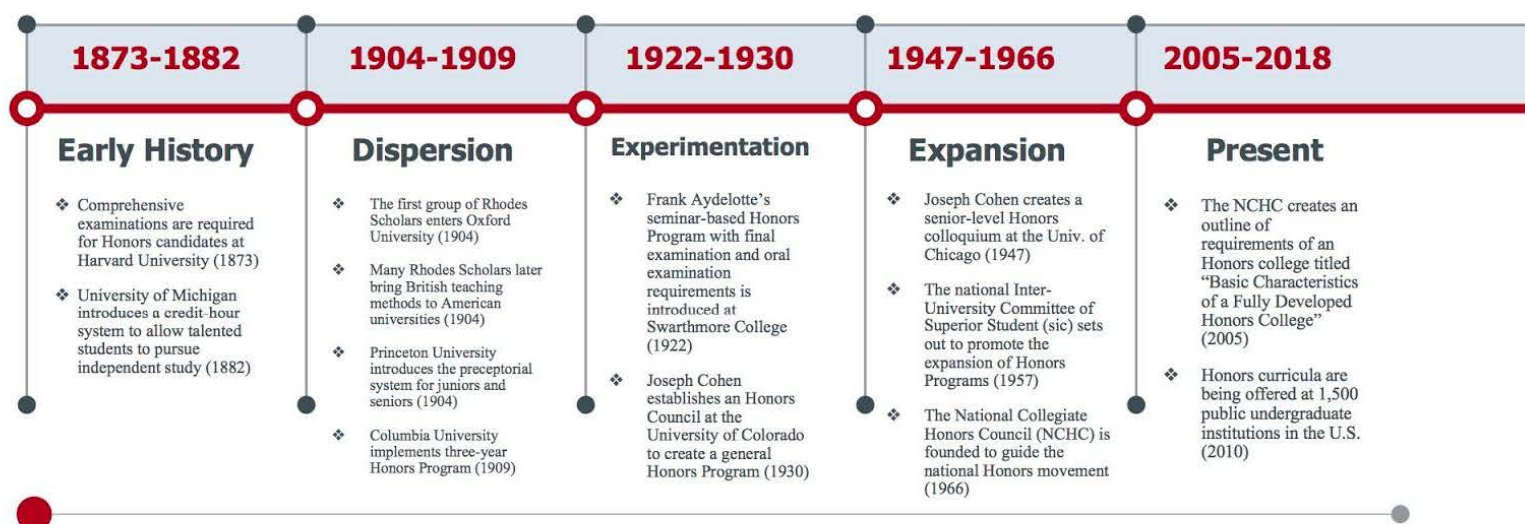 1873-1882
Early History
❖ Comprehensive
examinations are required
for Honors candidates at
Harvard University (1873)
❖ University of Michigan
introduces a credit-hour
system to allow talented
students to pursue
independent study (1882)
1904-1909
Dispersion
❖ The first group of Rhodes
Scholars enters Oxford
University (1904)
❖ Many Rhodes Scholars later
bring British teaching
methods to American
universities (1904)
❖ Princeton University
introduces the preceptorial
system for juniors and
seniors (1904)
❖ Columbia University
implements three-year
Honors Program (1909)
1922-1930
Experimentation
❖ Frank Aydelotte’s
seminar-based Honors
Program with final
examination and oral
examination
requirements is
introduced at
Swarthmore College
(1922)
❖ Joseph Cohen
establishes an Honors
Council at the
University of Colorado
to create a general
Honors Program (1930)
1947-1966
Expansion
❖ Joseph Cohen creates a
senior-level Honors
colloquium at the Univ. of
Chicago (1947)
❖ The national Inter-
University Committee of
Superior Student (sic) sets
out to promote the
expansion of Honors
Programs (1957)
❖ The National Collegiate
Honors Council (NCHC) is
founded to guide the
national Honors movement
(1966)
2005-2018
Present
❖ The NCHC creates an
outline of
requirements of an
Honors college titled
“Basic Characteristics
of a Fully Developed
Honors College”
(2005)
❖ Honors curricula are
being offered at 1,500
public undergraduate
institutions in the U.S.
(2010)